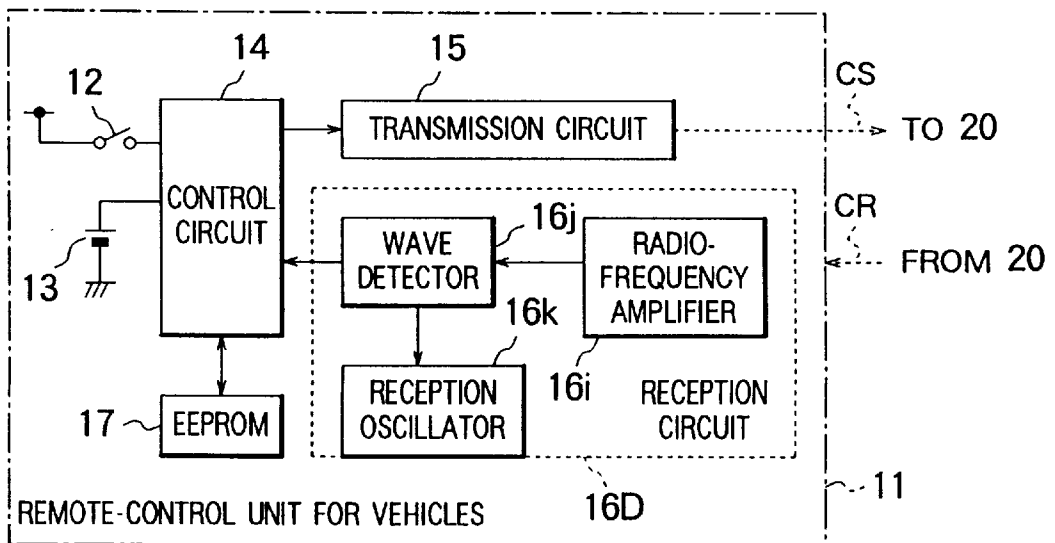 14
15
12
CS
TRANSMISSION CIRCUIT
TO 20
CONTROL
CIRCUIT
CR
16j
WAVE
DETECTOR
RADIO-
FREQUENCY
AMPLIFIER
FROM 20
13
16k
16i
RECEPTION
OSCILLATOR
RECEPTION
CIRCUIT
17
EEPROM
11
16D
REMOTE-CONTROL UNIT FOR VEHICLES